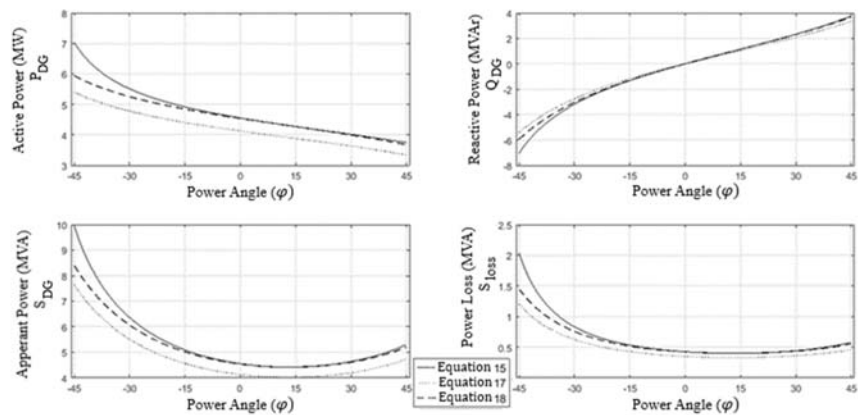 Active Power (MW)
P_DG
8
7
6
5
4
3
-45 -30 -15 0 15 30 45
Power Angle (φ)
Reactive Power (MVAr)
Q_DG
4
2
0
-2
-4
-6
-8
-45 -30 -15 0 15 30 45
Power Angle (φ)
Apperant Power (MVA)
S_DG
10
9
8
7
6
5
4
-45 -30 -15 0 15 30 45
Power Angle (φ)
Power Loss (MVA)
S_loss
2.5
2
1.5
1
0.5
-45 -30 -15 0 15 30 45
Power Angle (φ)
Equation 15
Equation 17
Equation 18